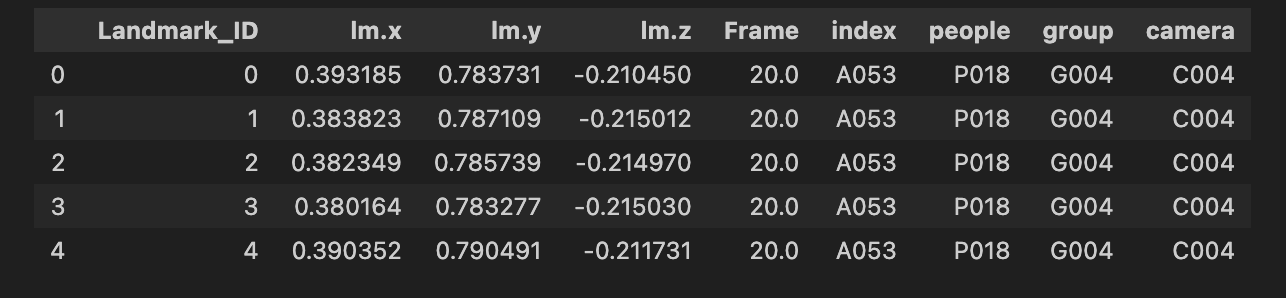 Landmark_ID lm.x lm.y lm.z Frame index people group camera
0 0 0.393185 0.783731 -0.210450 20.0 A053 P018 G004 C004
1 1 0.383823 0.787109 -0.215012 20.0 A053 P018 G004 C004
2 2 0.382349 0.785739 -0.214970 20.0 A053 P018 G004 C004
3 3 0.380164 0.783277 -0.215030 20.0 A053 P018 G004 C004
4 4 0.390352 0.790491 -0.211731 20.0 A053 P018 G004 C004